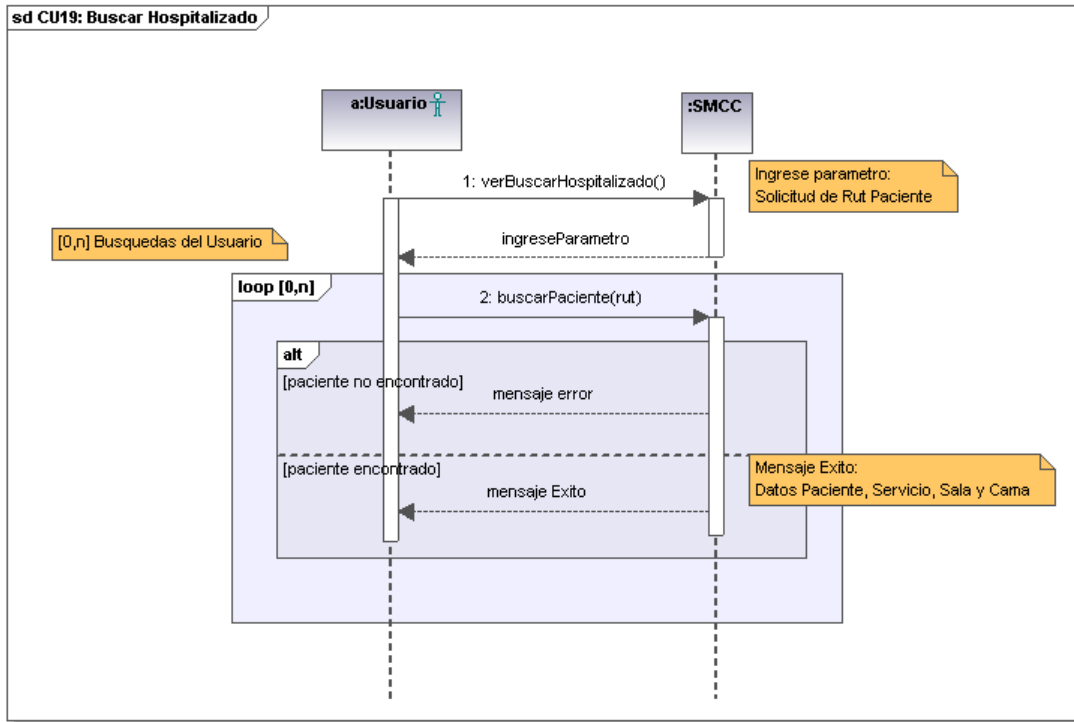 sd CU19: Buscar Hospitalizado
a:Usuario
:SMCC
1: verBuscarHospitalizado()
Ingrese parametro:
Solicitud de Rut Paciente
[0,n] Busquedas del Usuario
ingreseParametro
loop [0,n]
2: buscarPaciente(rut)
alt
[paciente no encontrado]
mensaje error
[paciente encontrado]
mensaje Exito
Mensaje Exito:
Datos Paciente, Servicio, Sala y Cama